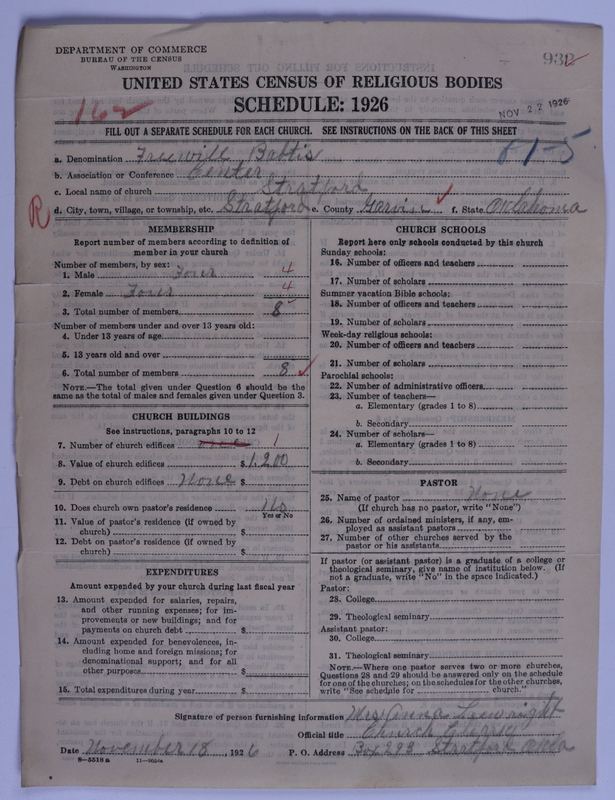 DEPARTMENT OF COMMERCE
BUREAU OF THE CENSUS
WASHINGTON
932
UNITED STATES CENSUS OF RELIGIOUS BODIES
SCHEDULE: 1926
162
NOV 22 1926
FILL OUT A SEPARATE SCHEDULE FOR EACH CHURCH. SEE INSTRUCTIONS ON THE BACK OF THIS SHEET
a. Denomination Freewill Babtis
81-5
b. Association or Conference Center
c. Local name of church Stratford
R
d. City, town, village, or township, etc. Stratford e. County Garvin f. State Oklahoma
MEMBERSHIP
Report number of members according to definition of member in your church
Number of members, by sex:
1. Male Four 4
2. Female Four 4
3. Total number of members 8
Number of members under and over 13 years old:
4. Under 13 years of age
5. 13 years old and over
6. Total number of members 8
NOTE.—The total given under Question 6 should be the
same as the total of males and females given under Question 3.
CHURCH BUILDINGS
See instructions, paragraphs 10 to 12
7. Number of church edifices one 1
8. Value of church edifices $1,200
9. Debt on church edifices None $
10. Does church own pastor's residence No
Yes or No
11. Value of pastor's residence (if owned by
church) $
12. Debt on pastor's residence (if owned by
church) $
EXPENDITURES
Amount expended by your church during last fiscal year
13. Amount expended for salaries, repairs,
and other running expenses; for im-
provements or new buildings; and for
payments on church debt $
14. Amount expended for benevolences, in-
cluding home and foreign missions; for
denominational support; and for all
other purposes $
15. Total expenditures during year $
CHURCH SCHOOLS
Report here only schools conducted by this church
Sunday schools:
16. Number of officers and teachers
17. Number of scholars
Summer vacation Bible schools:
18. Number of officers and teachers
19. Number of scholars
Week-day religious schools:
20. Number of officers and teachers
21. Number of scholars
Parochial schools:
22. Number of administrative officers
23. Number of teachers—
a. Elementary (grades 1 to 8)
b. Secondary
24. Number of scholars—
a. Elementary (grades 1 to 8)
b. Secondary
PASTOR
25. Name of pastor None
(If church has no pastor, write "None")
26. Number of ordained ministers, if any, em-
ployed as assistant pastors
27. Number of other churches served by the
pastor or his assistants
If pastor (or assistant pastor) is a graduate of a college or
theological seminary, give name of institution below. (If
not a graduate, write "No" in the space indicated.)
Pastor:
28. College
29. Theological seminary
Assistant pastor:
30. College
31. Theological seminary
NOTE.—Where one pastor serves two or more churches,
Questions 28 and 29 should be answered only on the schedule
for one of the churches; on the schedules for the other churches,
write "See schedule for church."
Signature of person furnishing information Mrs Anna
Official title Church
Date November 18, 1926 P. O. Address Box 293 Stratford Okla
8—5518a 11—9024a